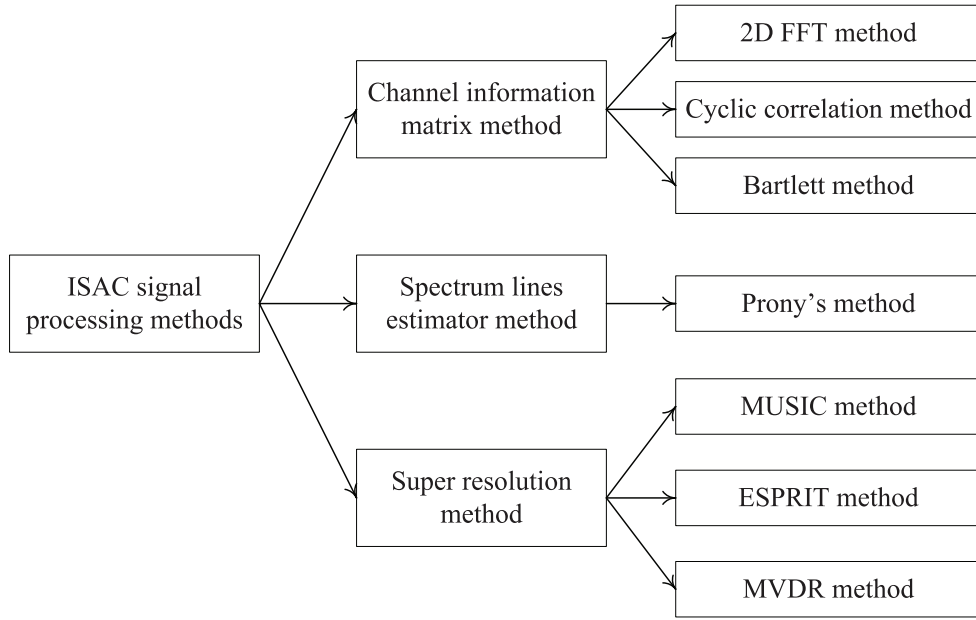 ISAC signal
processing methods
Channel information
matrix method
2D FFT method
Cyclic correlation method
Bartlett method
Spectrum lines
estimator method
Prony’s method
Super resolution
method
MUSIC method
ESPRIT method
MVDR method